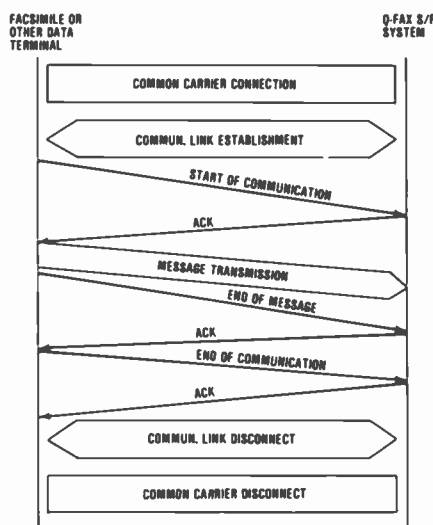 FACSIMILE OR
OTHER DATA
TERMINAL
Q-FAX S/F
SYSTEM
COMMON CARRIER CONNECTION
COMMUN. LINK ESTABLISHMENT
START OF COMMUNICATION
ACK
MESSAGE TRANSMISSION
END OF MESSAGE
ACK
END OF COMMUNICATION
ACK
COMMUN. LINK DISCONNECT
COMMON CARRIER DISCONNECT